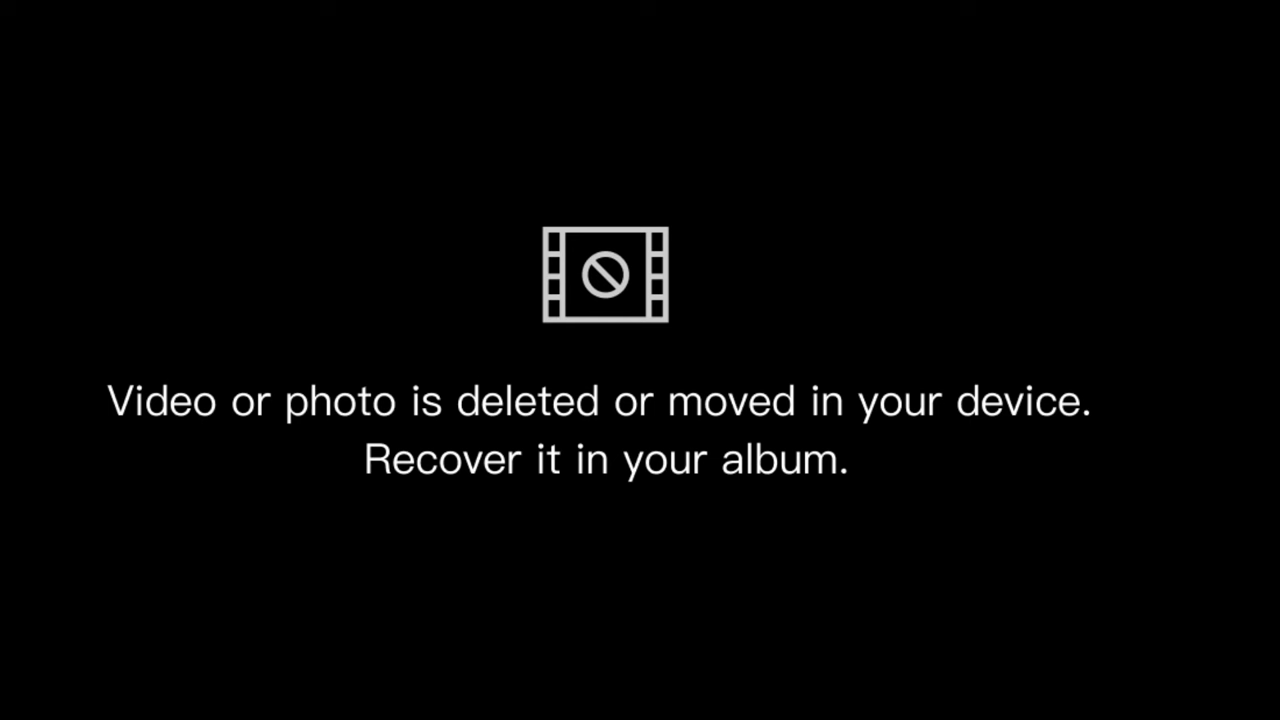 Video or photo is deleted or moved in your device.
Recover it in your album.